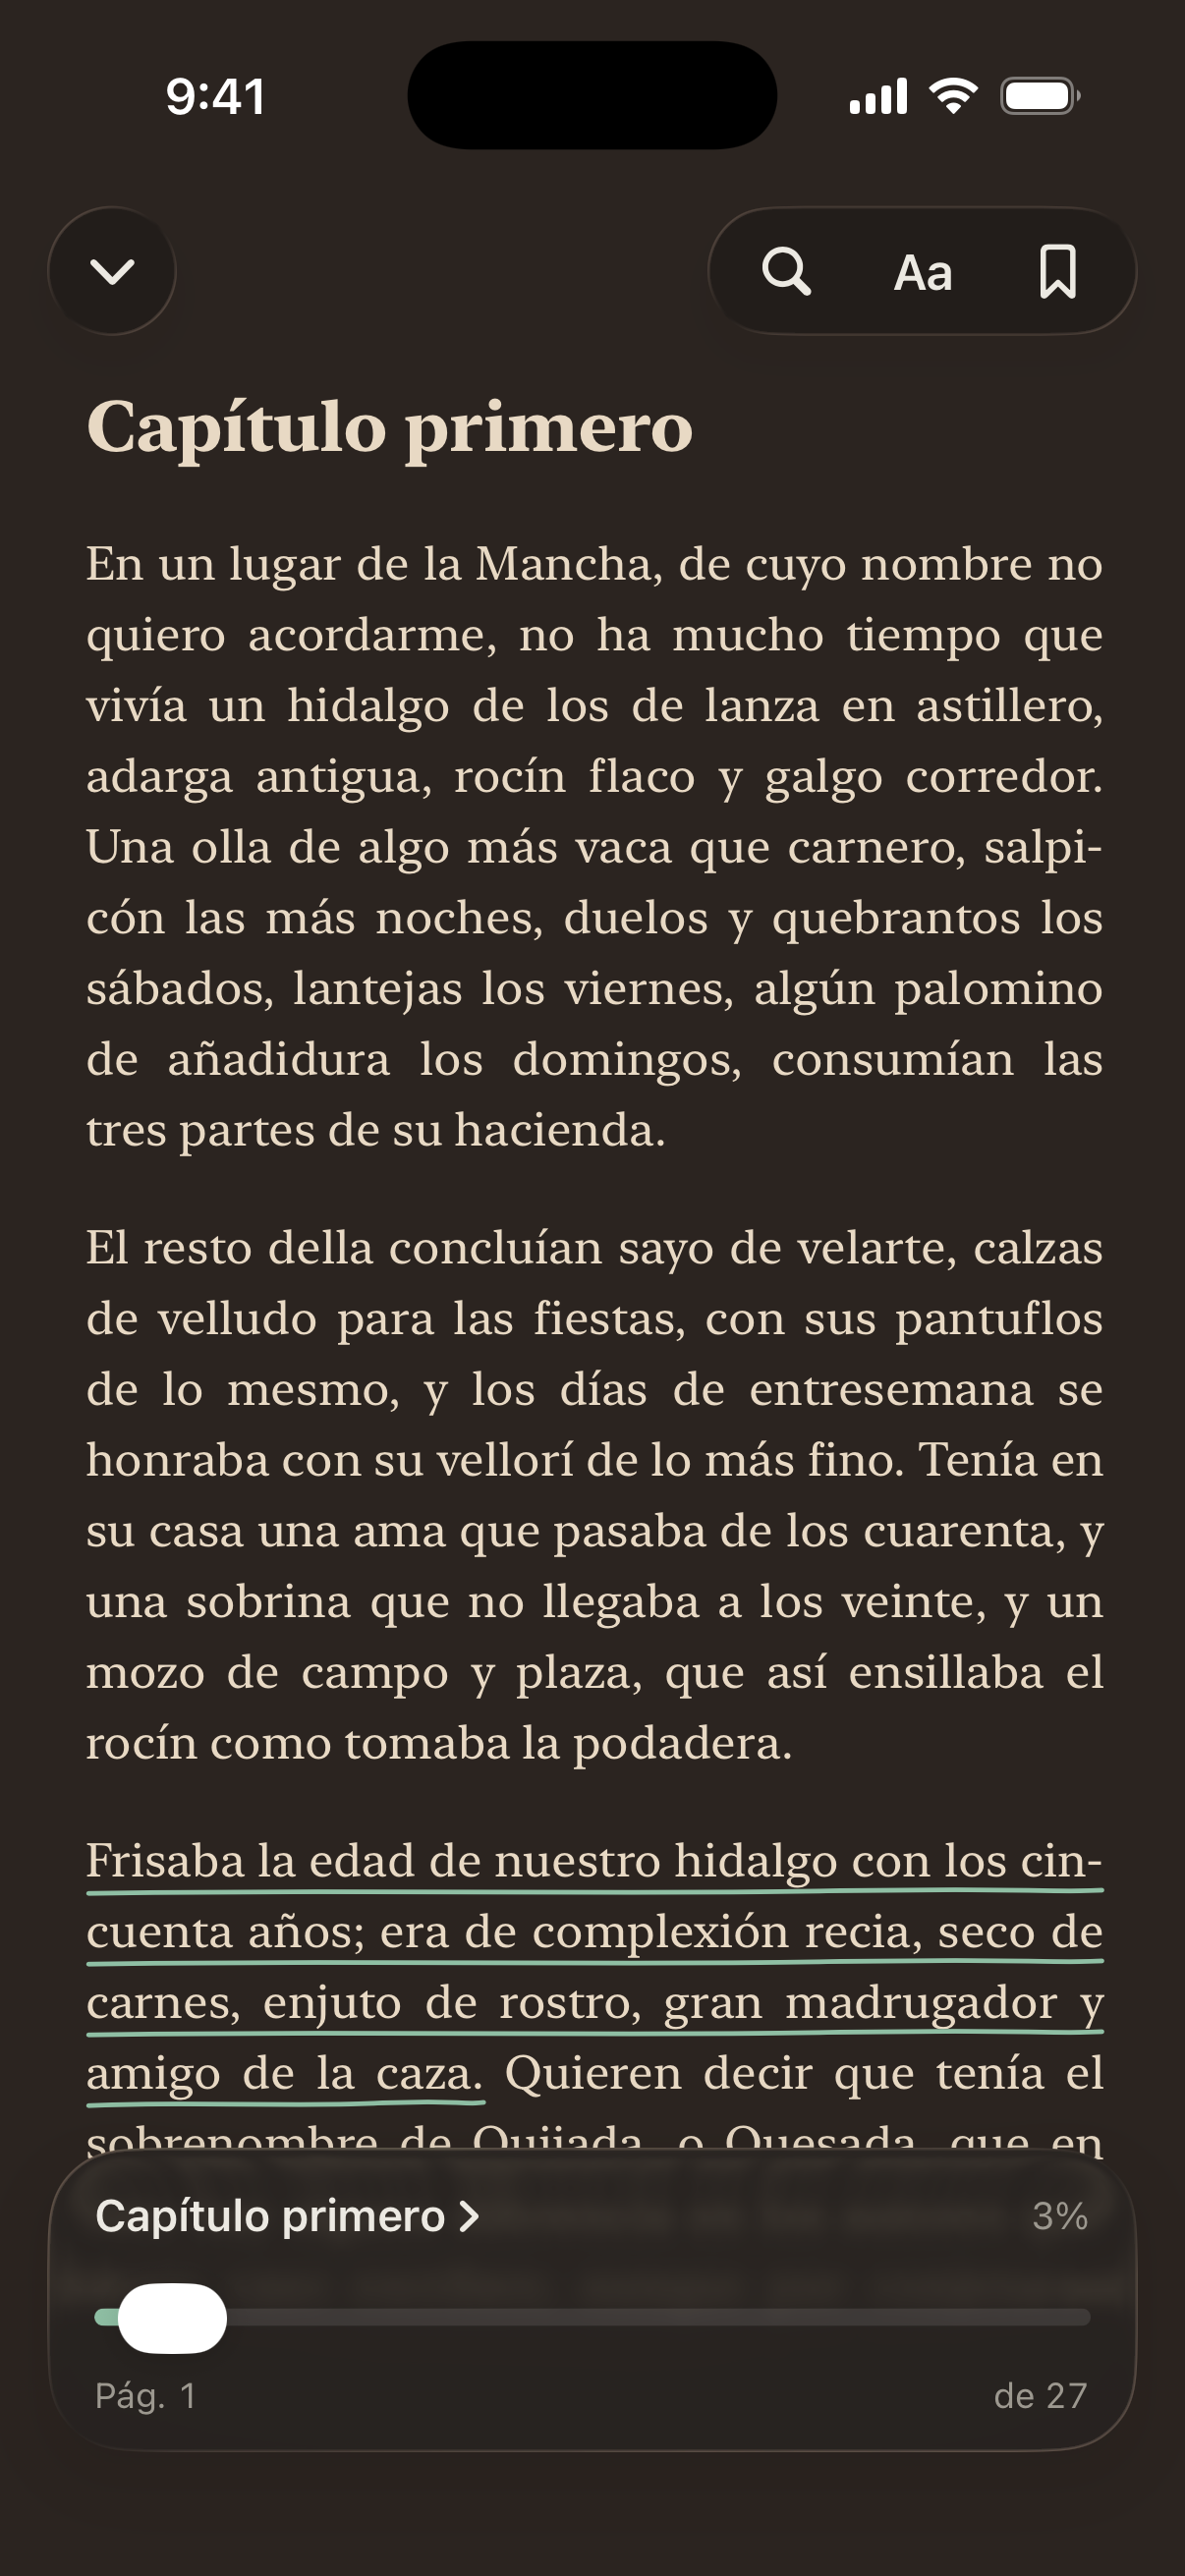 9:41
Aa
Capítulo primero
En un lugar de la Mancha, de cuyo nombre no
quiero acordarme, no ha mucho tiempo que
vivía un hidalgo de los de lanza en astillero,
adarga antigua, rocín flaco y galgo corredor.
Una olla de algo más vaca que carnero, salpi-
cón las más noches, duelos y quebrantos los
sábados, lantejas los viernes, algún palomino
de añadidura los domingos, consumían las
tres partes de su hacienda.
El resto della concluían sayo de velarte, calzas
de velludo para las fiestas, con sus pantuflos
de lo mesmo, y los días de entresemana se
honraba con su vellorí de lo más fino. Tenía en
su casa una ama que pasaba de los cuarenta, y
una sobrina que no llegaba a los veinte, y un
mozo de campo y plaza, que así ensillaba el
rocín como tomaba la podadera.
Frisaba la edad de nuestro hidalgo con los cin-
cuenta años; era de complexión recia, seco de
carnes, enjuto de rostro, gran madrugador y
amigo de la caza. Quieren decir que tenía el
sobrenombre de Quijada, o Quesada, que en
Capítulo primero
3%
Pág. 1
de 27